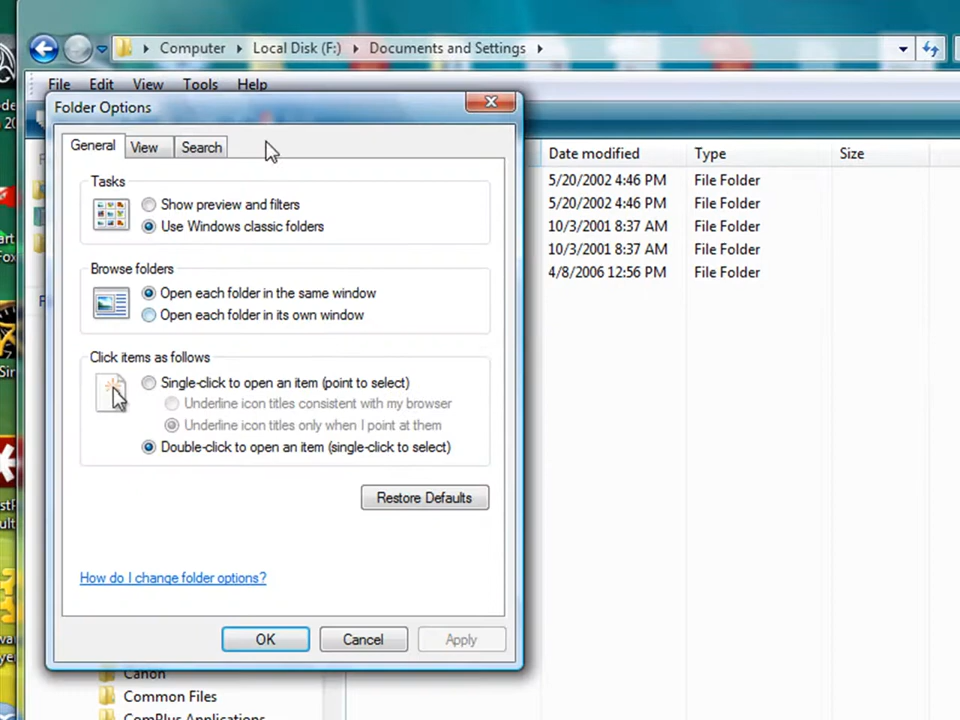 Computer Local Disk (F:) Documents and Settings
File Edit View Tools Help
Folder Options
General View Search
Date modified Type Size
Tasks
Show preview and filters
Use Windows classic folders
5/20/2002 4:46 PM File Folder
5/20/2002 4:46 PM File Folder
10/3/2001 8:37 AM File Folder
10/3/2001 8:37 AM File Folder
4/8/2006 12:56 PM File Folder
Browse folders
Open each folder in the same window
Open each folder in its own window
Click items as follows
Single-click to open an item (point to select)
Underline icon titles consistent with my browser
Underline icon titles only when I point at them
Double-click to open an item (single-click to select)
Restore Defaults
How do I change folder options?
OK Cancel Apply
Canon
Common Files
ComPlus Applications